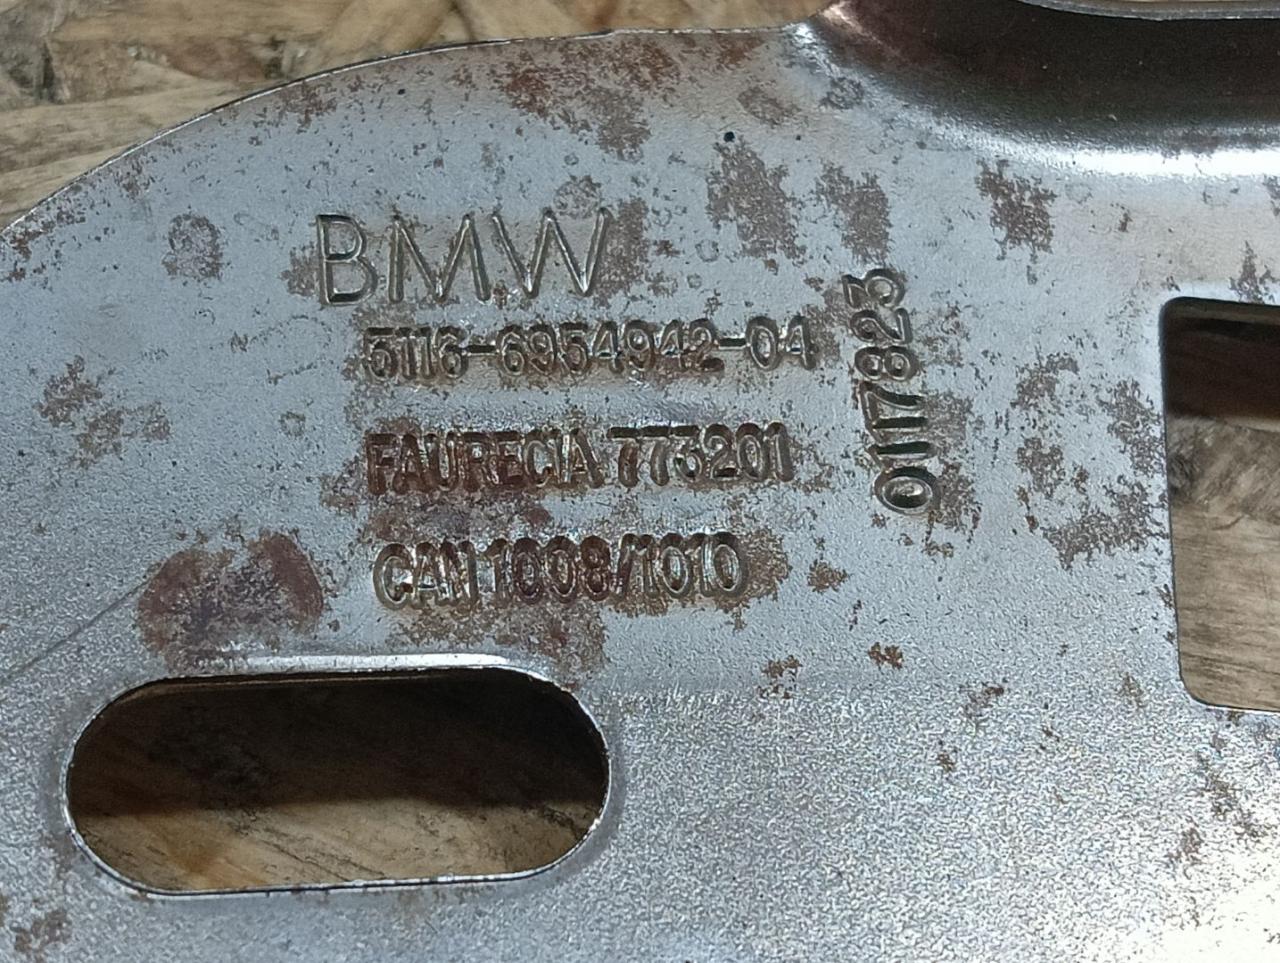 BMW
5116-6954942-04
FAURECIA 773201
CAN 1008/1010
0117823